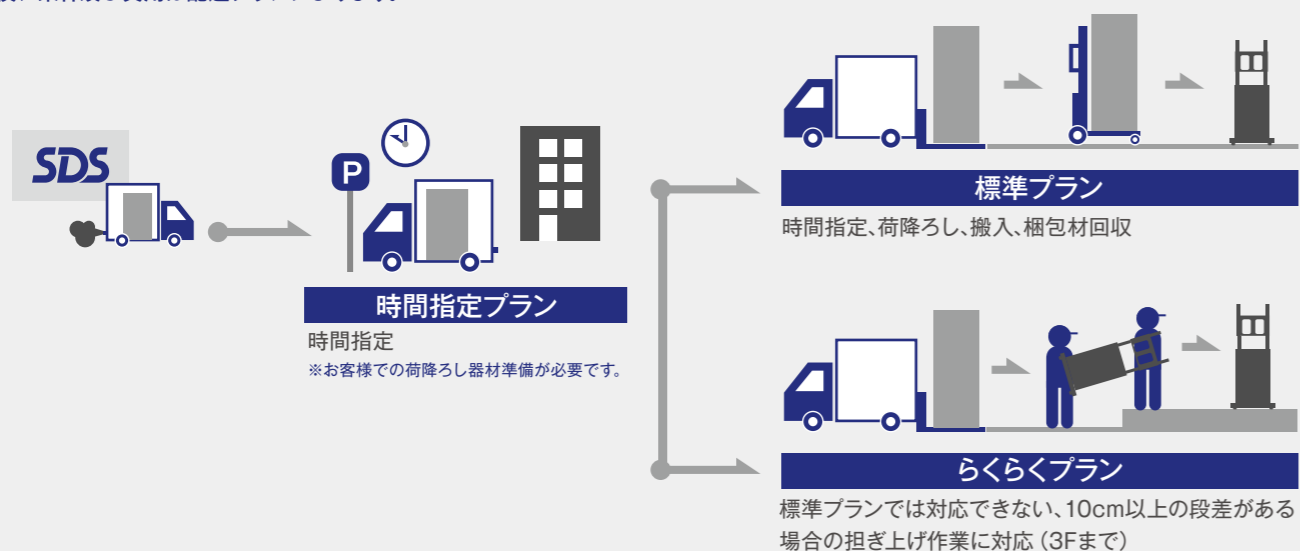 SDS
P
時間指定プラン
時間指定
※お客様での荷降ろし器材準備が必要です。
標準プラン
時間指定、荷降ろし、搬入、梱包材回収
らくらくプラン
標準プランでは対応できない、10cm以上の段差がある
場合の担ぎ上げ作業に対応 (3Fまで)